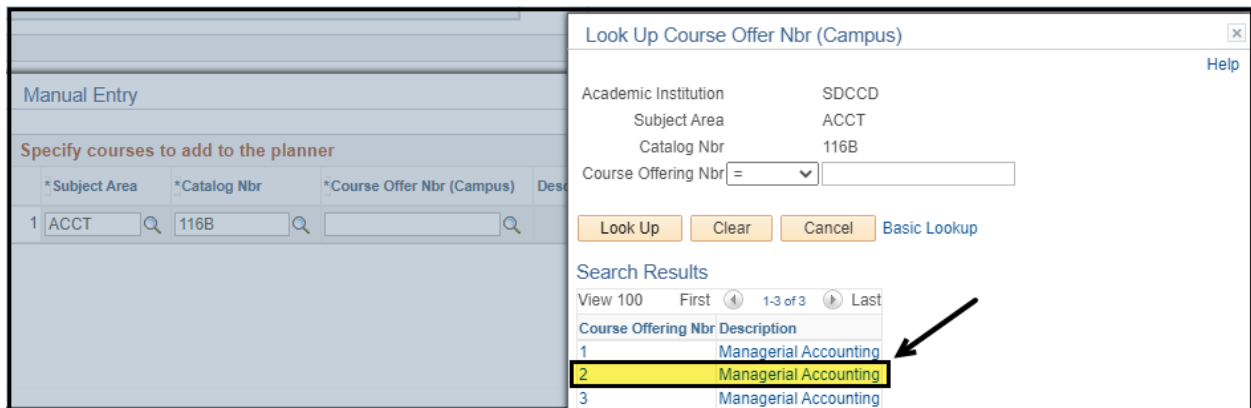 Manual Entry
Specify courses to add to the planner
*Subject Area *Catalog Nbr *Course Offer Nbr (Campus) Desc
1 ACCT 116B
Look Up Course Offer Nbr (Campus)
Help
Academic Institution SDCCD
Subject Area ACCT
Catalog Nbr 116B
Course Offering Nbr =
Look Up Clear Cancel Basic Lookup
Search Results
View 100 First 1-3 of 3 Last
Course Offering Nbr Description
1 Managerial Accounting
2 Managerial Accounting
3 Managerial Accounting